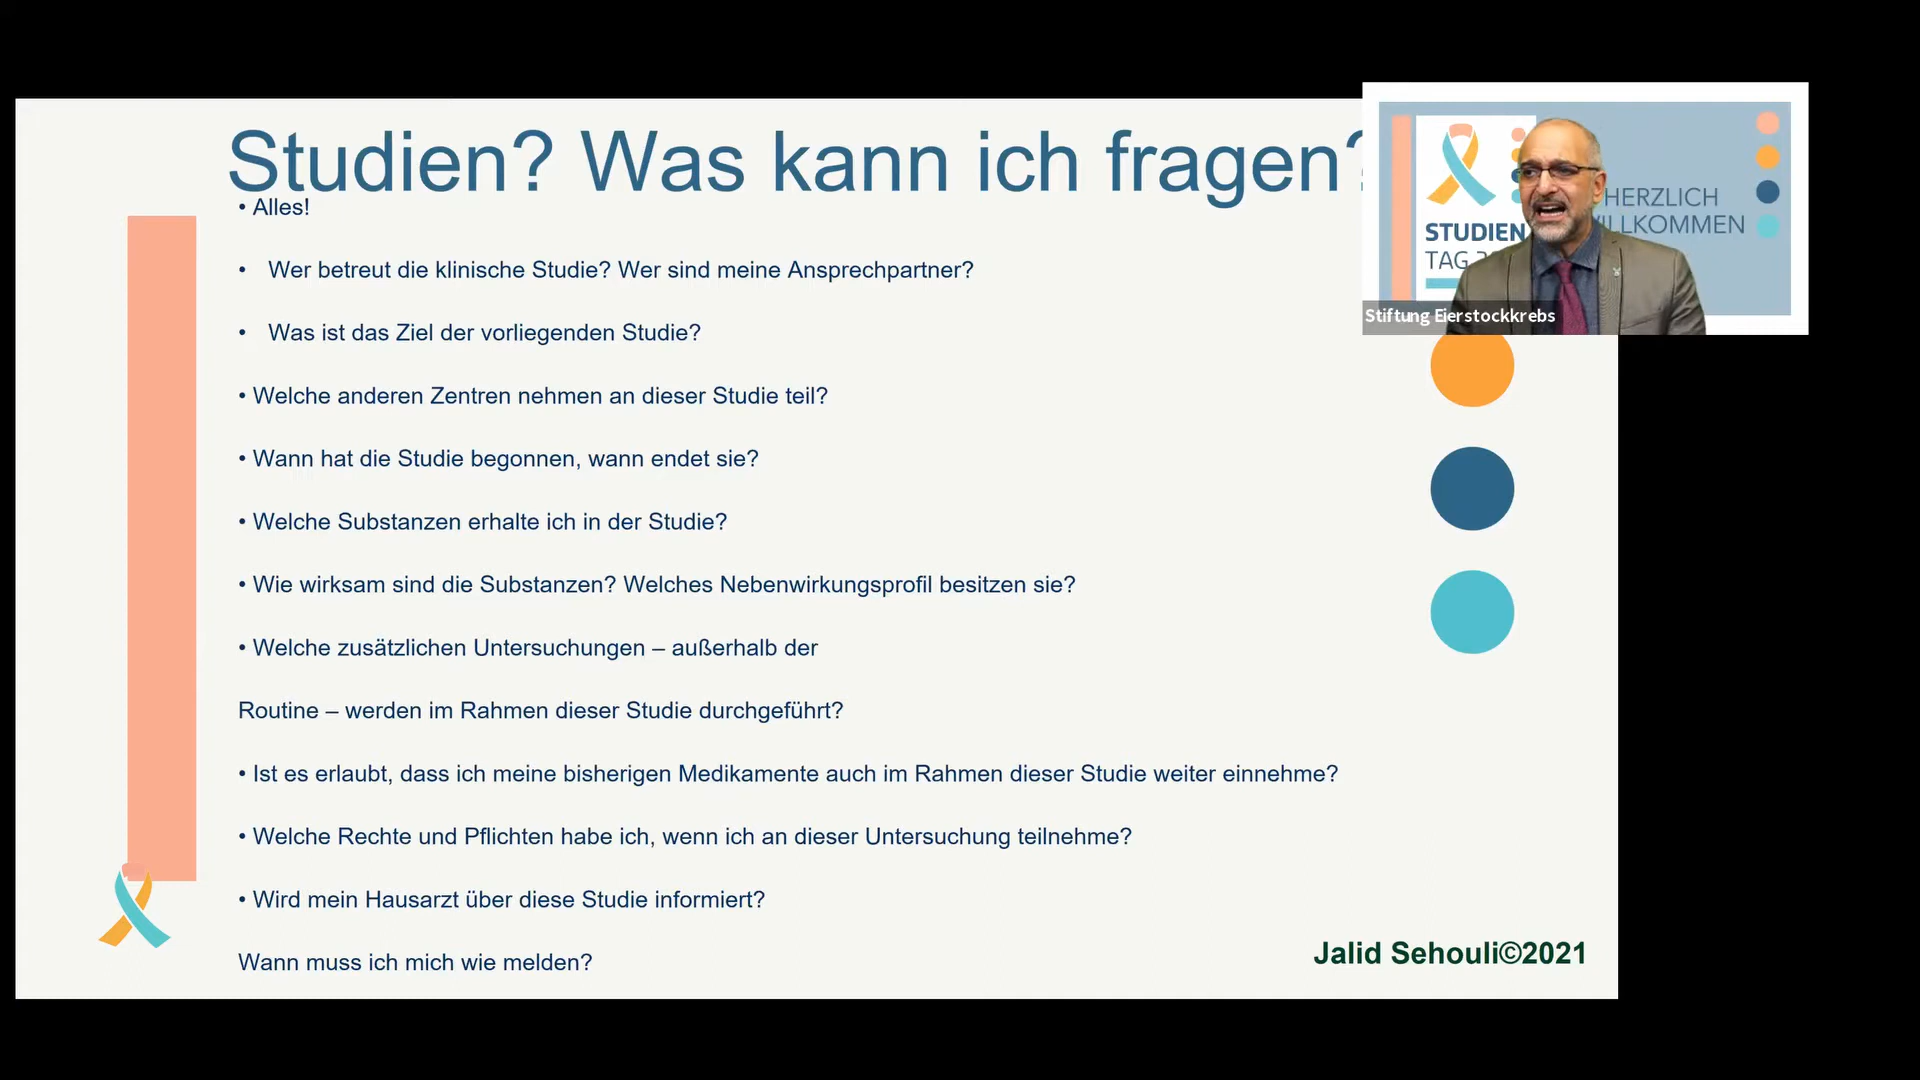 Studien? Was kann ich fragen?
• Alles!
• Wer betreut die klinische Studie? Wer sind meine Ansprechpartner?
• Was ist das Ziel der vorliegenden Studie?
• Welche anderen Zentren nehmen an dieser Studie teil?
• Wann hat die Studie begonnen, wann endet sie?
• Welche Substanzen erhalte ich in der Studie?
• Wie wirksam sind die Substanzen? Welches Nebenwirkungsprofil besitzen sie?
• Welche zusätzlichen Untersuchungen – außerhalb der
Routine – werden im Rahmen dieser Studie durchgeführt?
• Ist es erlaubt, dass ich meine bisherigen Medikamente auch im Rahmen dieser Studie weiter einnehme?
• Welche Rechte und Pflichten habe ich, wenn ich an dieser Untersuchung teilnehme?
• Wird mein Hausarzt über diese Studie informiert?
Wann muss ich mich wie melden?
Jalid Sehouli©2021
STUDIEN
TAG
HERZLICH
ILLKOMMEN
Stiftung Eierstockkrebs